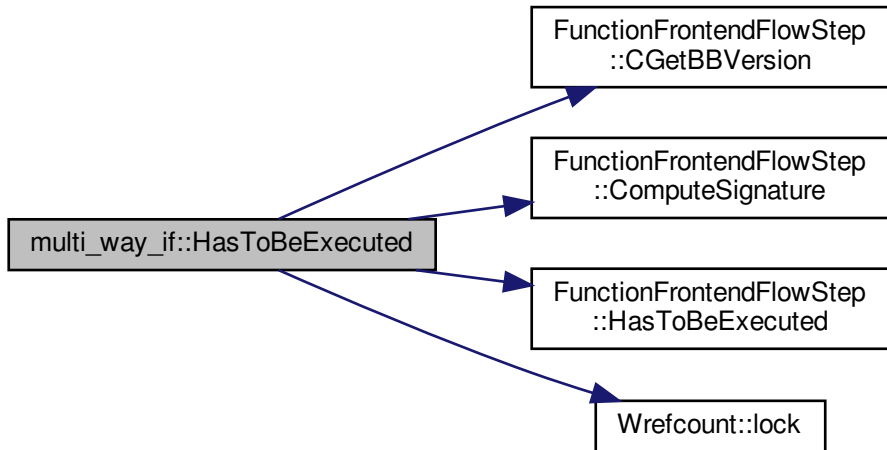 FunctionFrontendFlowStep
::CGetBBVersion
FunctionFrontendFlowStep
::ComputeSignature
multi_way_if::HasToBeExecuted
FunctionFrontendFlowStep
::HasToBeExecuted
Wrefcount::lock